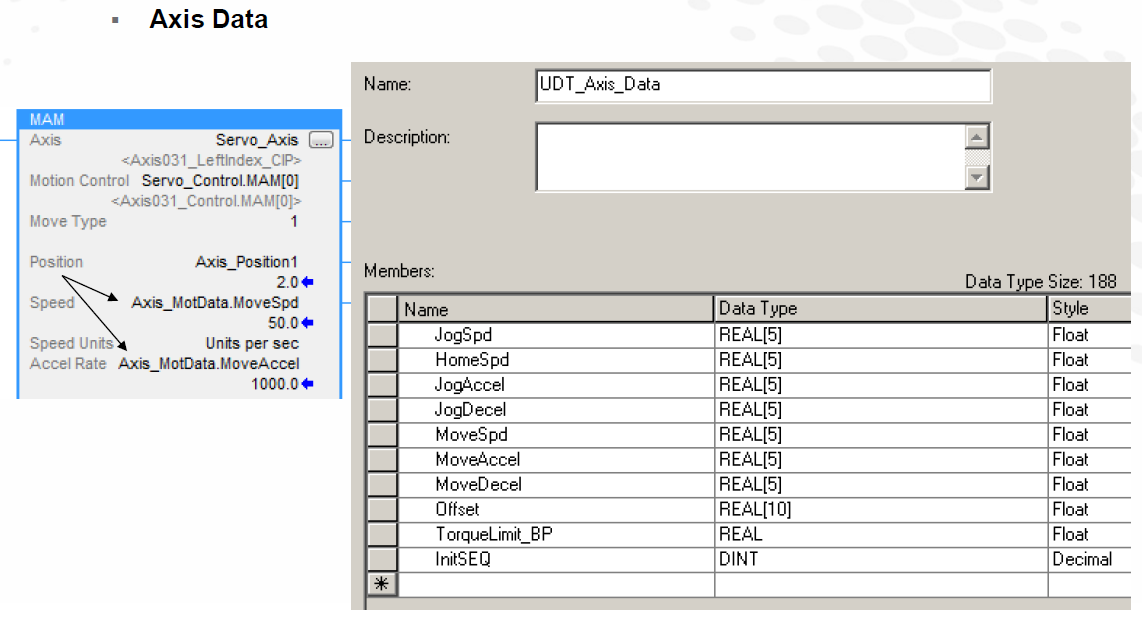 ▪ Axis Data
MAM
Axis Servo_Axis ...
<Axis031_LeftIndex_CIP>
Motion Control Servo_Control.MAM[0]
<Axis031_Control.MAM[0]>
Move Type 1
Position Axis_Position1
2.0
Speed Axis_MotData.MoveSpd
50.0
Speed Units Units per sec
Accel Rate Axis_MotData.MoveAccel
1000.0
Name: UDT_Axis_Data
Description:
Members:
Data Type Size: 188
Name Data Type Style
JogSpd REAL[5] Float
HomeSpd REAL[5] Float
JogAccel REAL[5] Float
JogDecel REAL[5] Float
MoveSpd REAL[5] Float
MoveAccel REAL[5] Float
MoveDecel REAL[5] Float
Offset REAL[10] Float
TorqueLimit_BP REAL Float
InitSEQ DINT Decimal